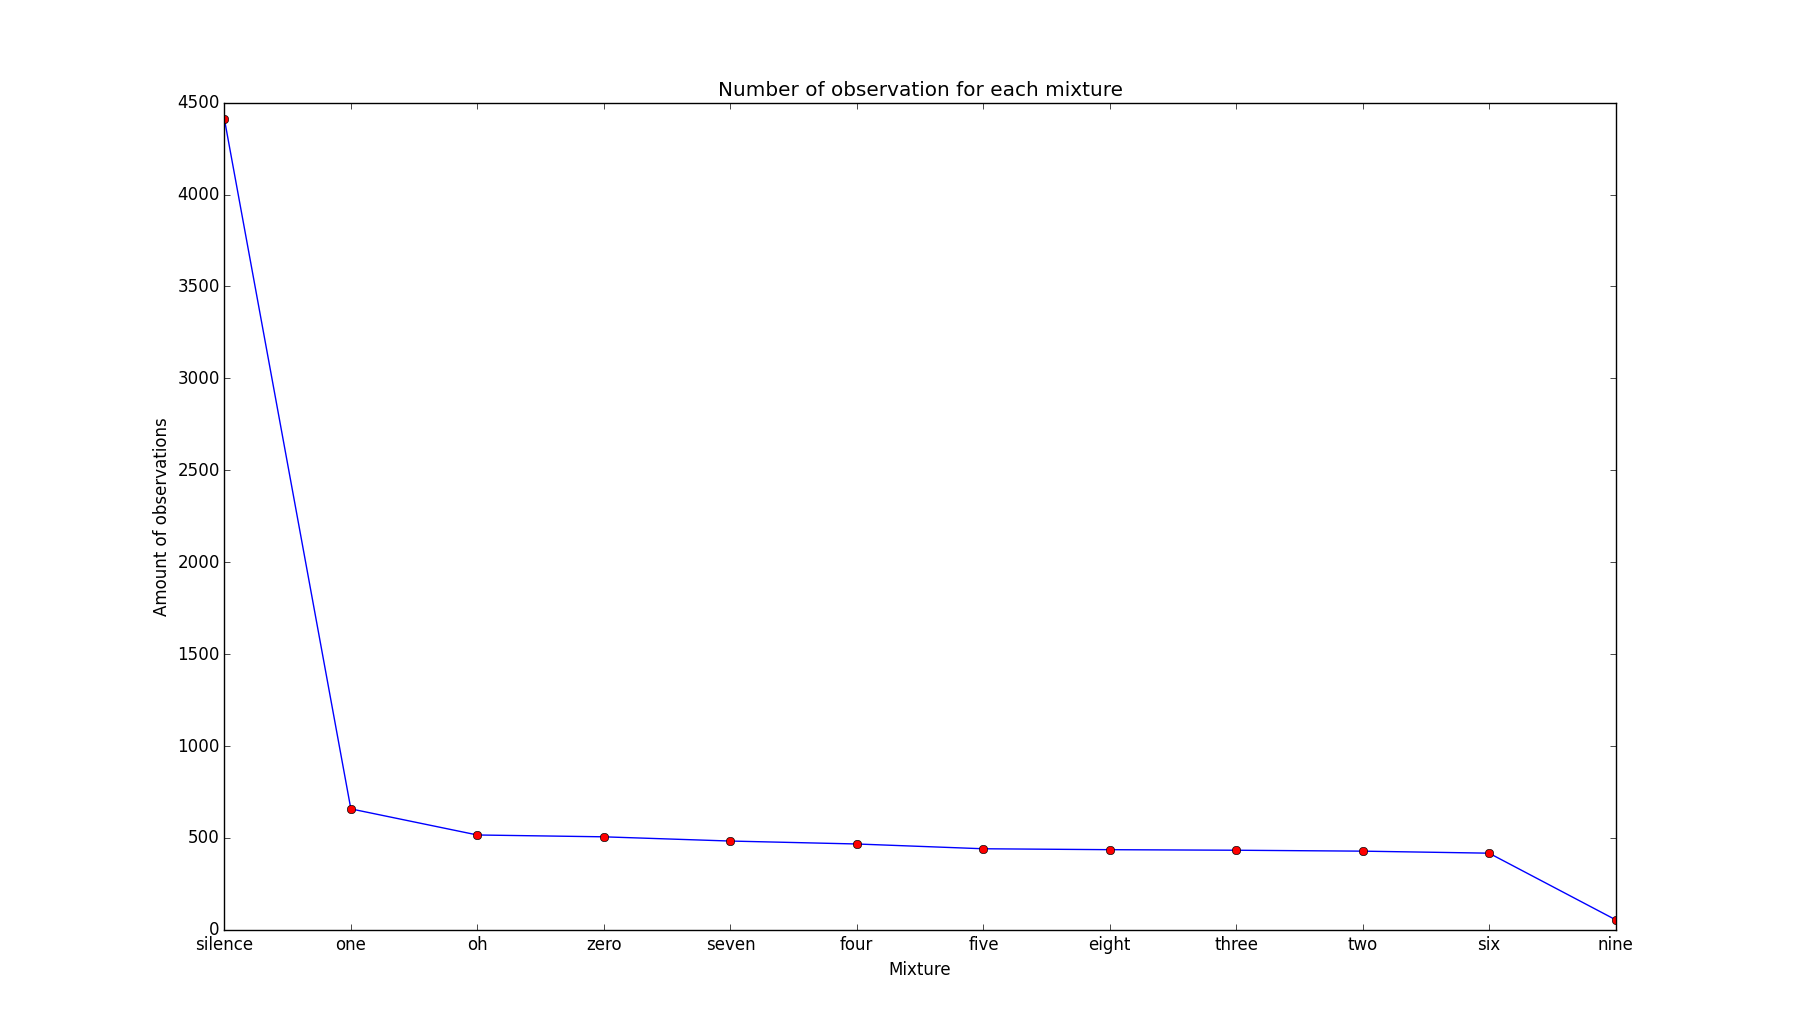 Number of observation for each mixture
4500
4000
3500
3000
2500
2000
1500
1000
500
0
Amount of observations
silence one oh zero seven four five eight three two six nine
Mixture